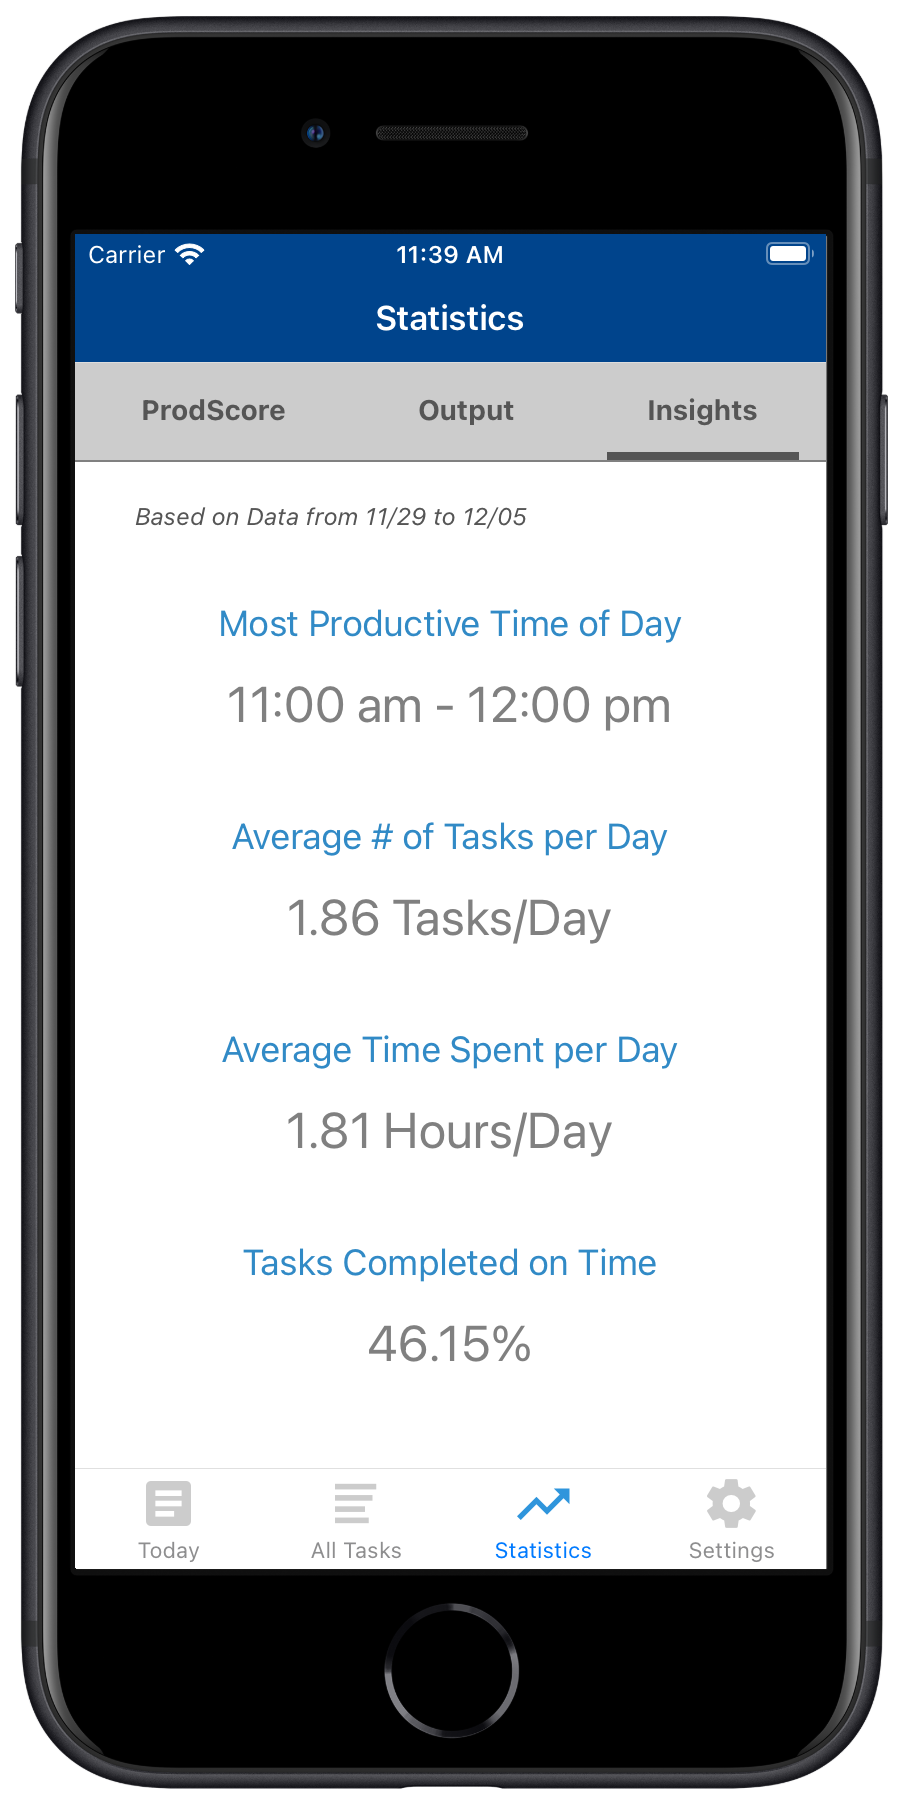 Carrier 11:39 AM
Statistics
ProdScore Output Insights
Based on Data from 11/29 to 12/05
Most Productive Time of Day
11:00 am - 12:00 pm
Average # of Tasks per Day
1.86 Tasks/Day
Average Time Spent per Day
1.81 Hours/Day
Tasks Completed on Time
46.15%
Today All Tasks Statistics Settings